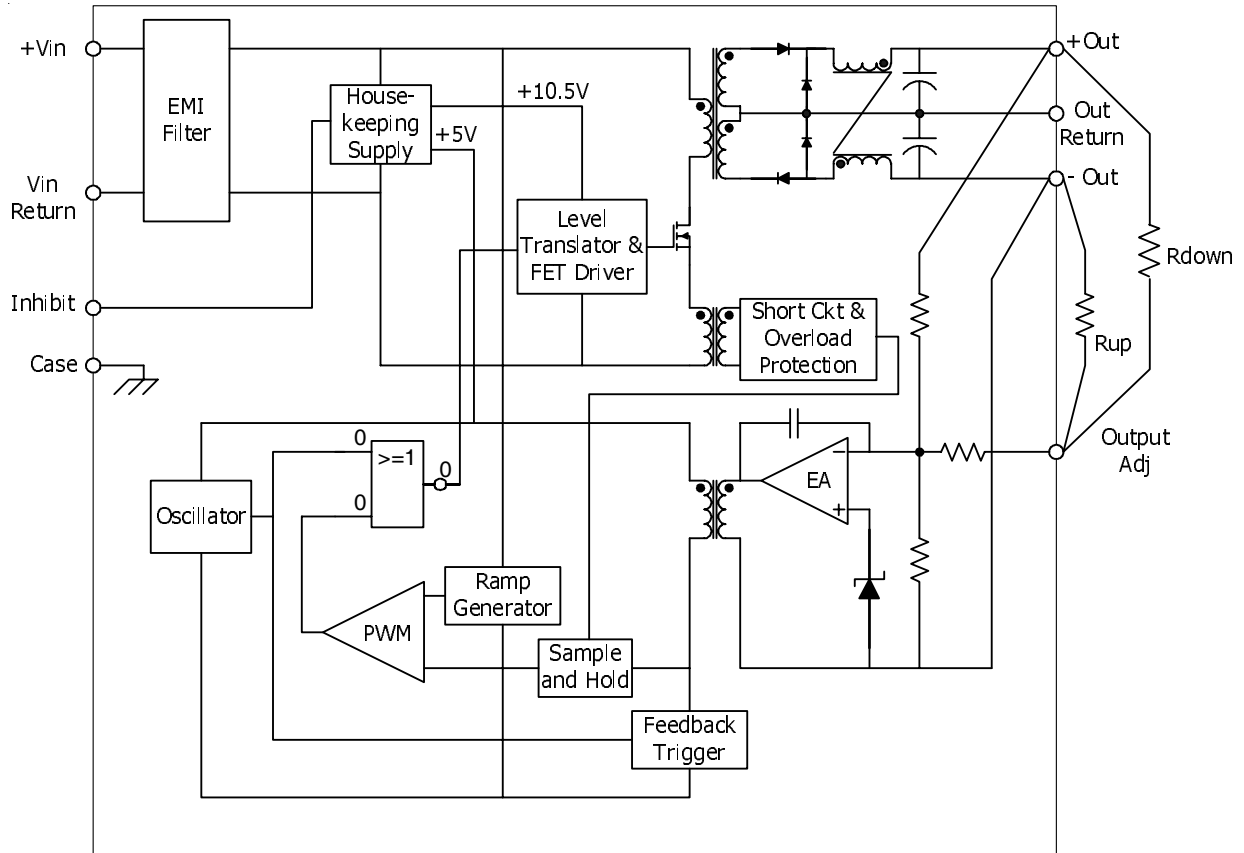 +Vin
EMI
Filter
House-
keeping
Supply
+10.5V
+5V
+Out
Out
Return
- Out
Vin
Return
Level
Translator &
FET Driver
Rdown
Inhibit
Short Ckt &
Overload
Protection
Rup
Case
0
>=1
0
0
EA
−
+
Output
Adj
Oscillator
Ramp
Generator
PWM
Sample
and Hold
Feedback
Trigger